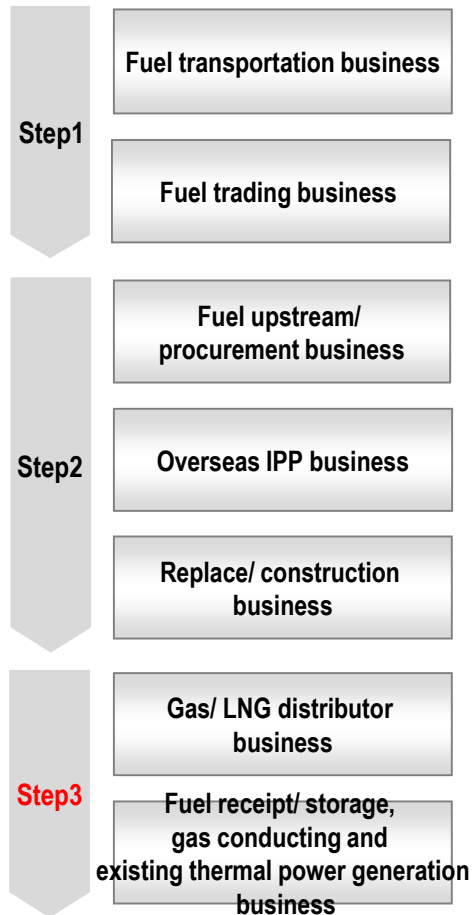 Step1
Fuel transportation business
Fuel trading business
Step2
Fuel upstream/
procurement business
Overseas IPP business
Replace/ construction
business
Step3
Gas/ LNG distributor
business
Fuel receipt/ storage,
gas conducting and
existing thermal power generation
business